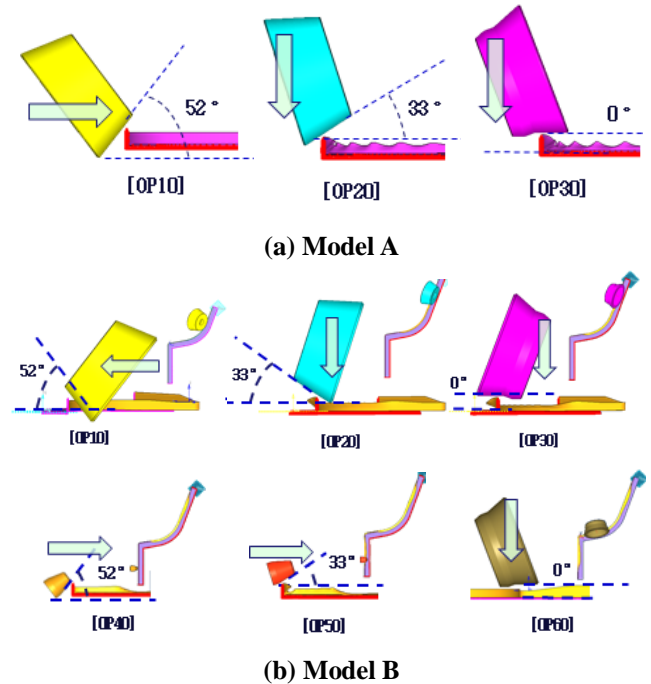 52°
33°
0°
[OP10]
[OP20]
[OP30]
(a) Model A
52°
33°
0°
[OP10]
[OP20]
[OP30]
52°
33°
0°
[OP40]
[OP50]
[OP60]
(b) Model B